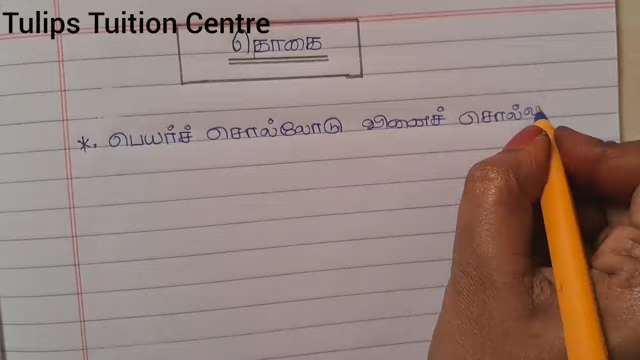 Tulips Tuition Centre
தொகை
*. பெயர்ச் சொல்லோடு வினைச்